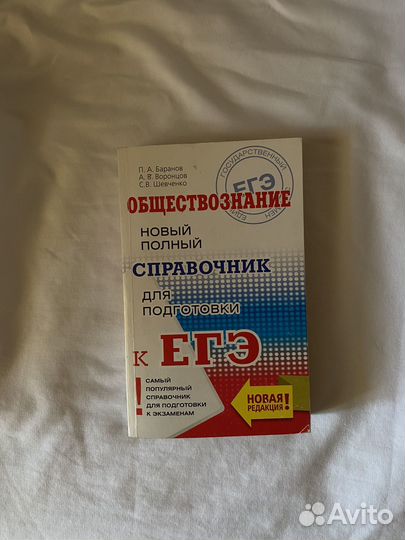 П. А. Баранов
А. В. Воронцов
С. В. Шевченко
ГОСУДАРСТВЕННЫЙ
ЕГЭ
ОБЩЕСТВОЗНАНИЕ
НОВЫЙ
ПОЛНЫЙ
СПРАВОЧНИК
ДЛЯ
ПОДГОТОВКИ
К ЕГЭ
! САМЫЙ
ПОПУЛЯРНЫЙ
СПРАВОЧНИК
ДЛЯ ПОДГОТОВКИ
К ЭКЗАМЕНАМ
НОВАЯ
РЕДАКЦИЯ!
Avito